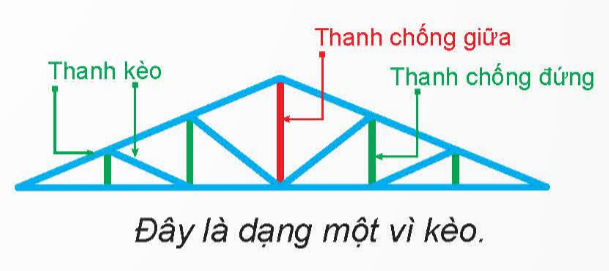 Thanh chống giữa
Thanh kèo
Thanh chống đứng
Đây là dạng một vì kèo.